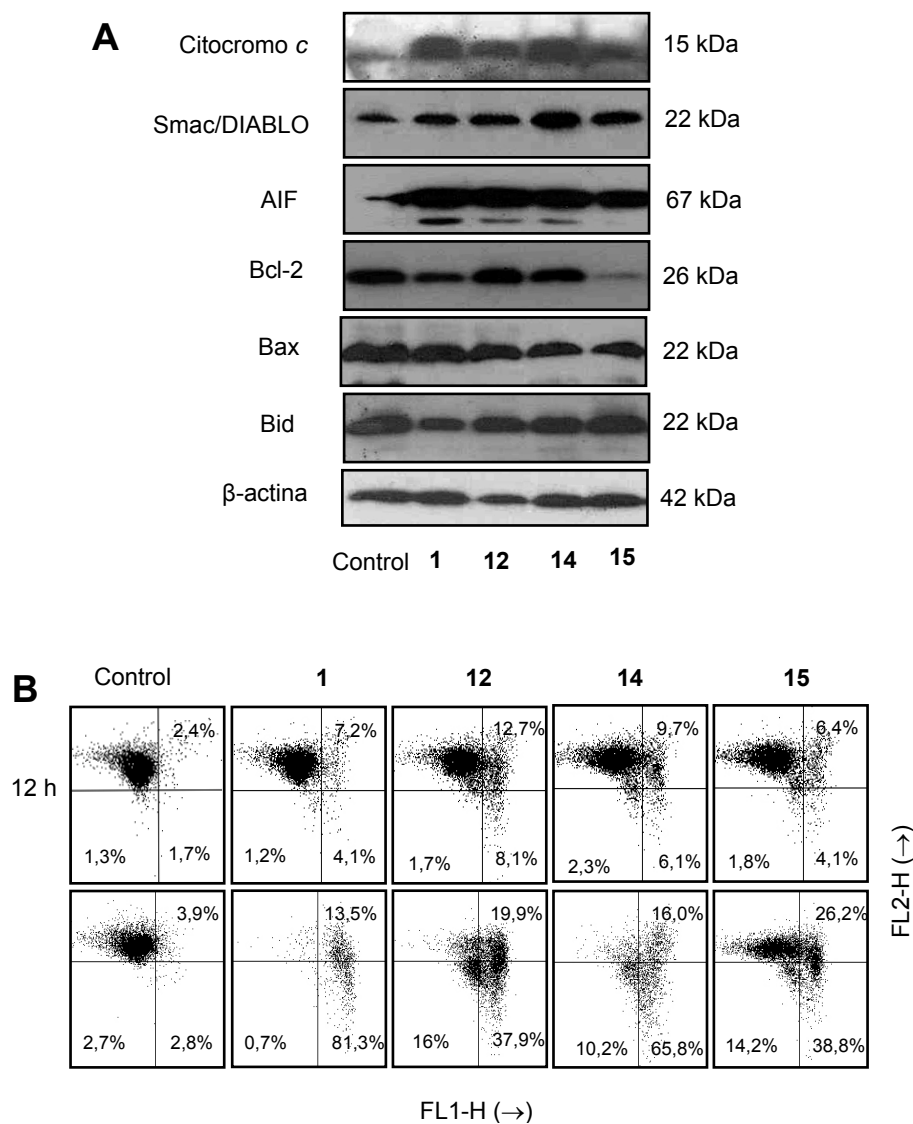 A
Citocromo c
15 kDa
Smac/DIABLO
22 kDa
AIF
67 kDa
Bcl-2
26 kDa
Bax
22 kDa
Bid
22 kDa
β-actina
42 kDa
Control 1 12 14 15
B
Control 1 12 14 15
12 h
2,4% 7,2% 12,7% 9,7% 6,4%
1,3% 1,7% 1,2% 4,1% 1,7% 8,1% 2,3% 6,1% 1,8% 4,1%
3,9% 13,5% 19,9% 16,0% 26,2%
2,7% 2,8% 0,7% 81,3% 16% 37,9% 10,2% 65,8% 14,2% 38,8%
FL2-H (→)
FL1-H (→)